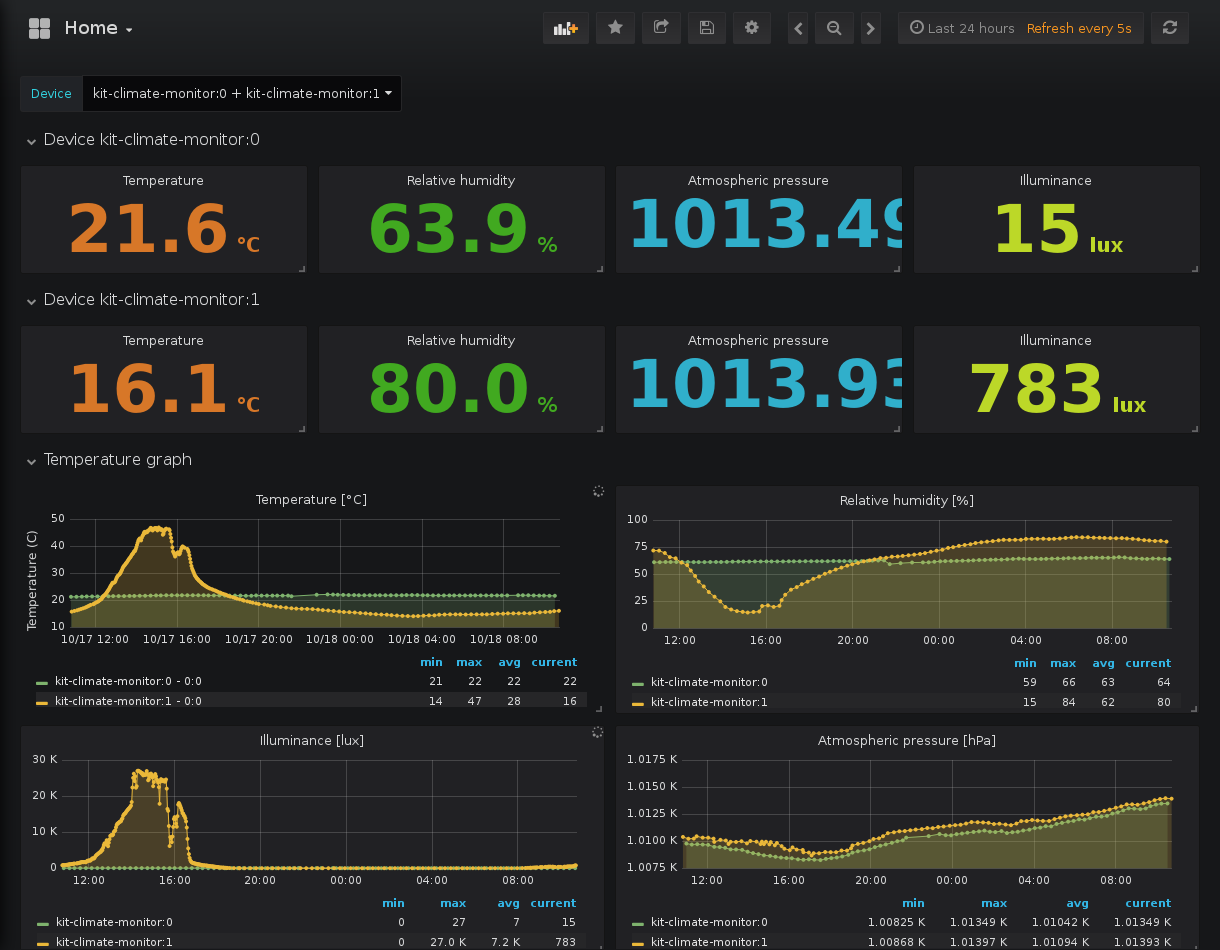 Home
Last 24 hours Refresh every 5s
Device kit-climate-monitor:0 + kit-climate-monitor:1
Device kit-climate-monitor:0
Temperature Relative humidity Atmospheric pressure Illuminance
21.6 °C 63.9 % 1013.49 15 lux
Device kit-climate-monitor:1
Temperature Relative humidity Atmospheric pressure Illuminance
16.1 °C 80.0 % 1013.93 783 lux
Temperature graph
Temperature [°C]
Temperature (C)
50
40
30
20
10
10/17 12:00 10/17 16:00 10/17 20:00 10/18 00:00 10/18 04:00 10/18 08:00
min max avg current
kit-climate-monitor:0 - 0:0 21 22 22 22
kit-climate-monitor:1 - 0:0 14 47 28 16
Relative humidity [%]
100
75
50
25
0
12:00 16:00 20:00 00:00 04:00 08:00
min max avg current
kit-climate-monitor:0 59 66 63 64
kit-climate-monitor:1 15 84 62 80
Illuminance [lux]
30 K
20 K
10 K
0
12:00 16:00 20:00 00:00 04:00 08:00
min max avg current
kit-climate-monitor:0 0 27 7 15
kit-climate-monitor:1 0 27.0 K 7.2 K 783
Atmospheric pressure [hPa]
1.0175 K
1.0150 K
1.0125 K
1.0100 K
1.0075 K
12:00 16:00 20:00 00:00 04:00 08:00
min max avg current
kit-climate-monitor:0 1.00825 K 1.01349 K 1.01042 K 1.01349 K
kit-climate-monitor:1 1.00868 K 1.01397 K 1.01094 K 1.01393 K